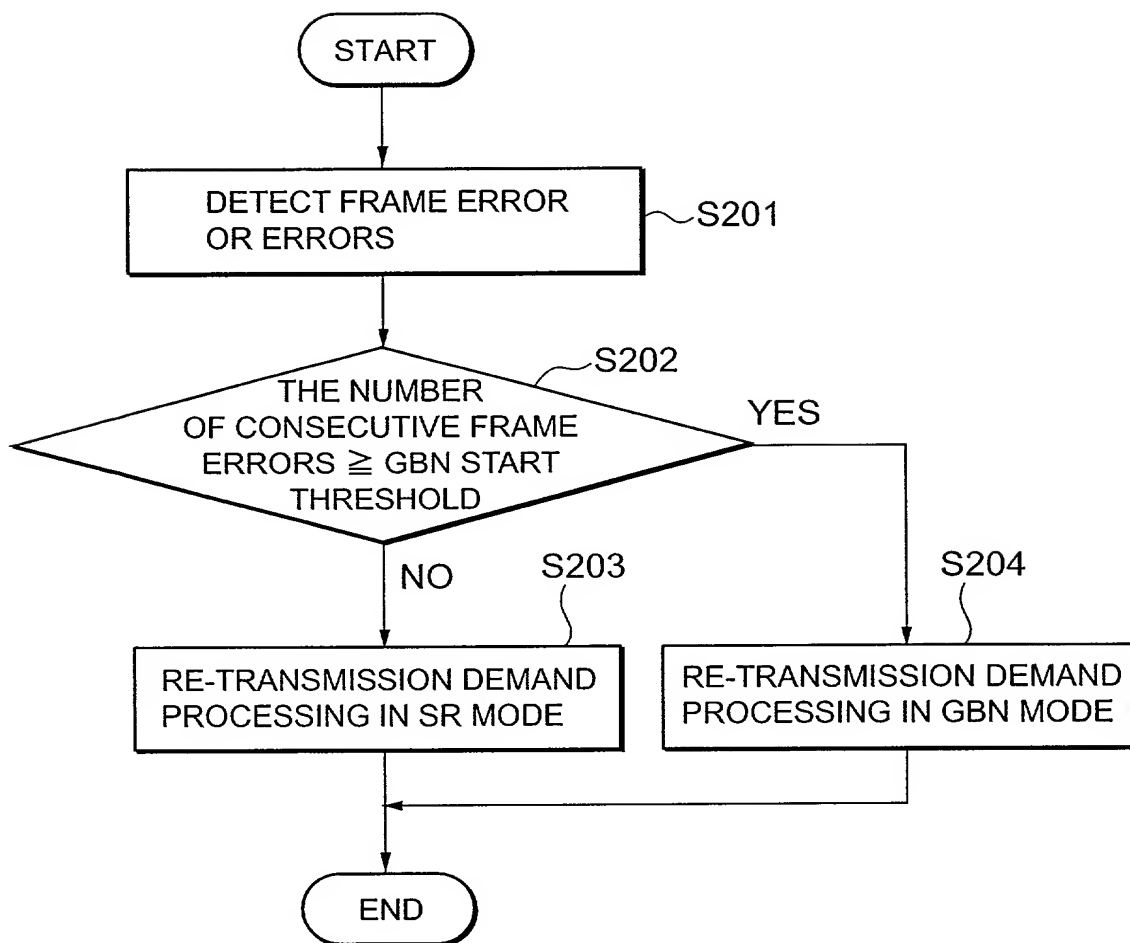 START
DETECT FRAME ERROR
OR ERRORS
S201
S202
THE NUMBER
OF CONSECUTIVE FRAME
ERRORS ≧ GBN START
THRESHOLD
YES
NO
S203
S204
RE-TRANSMISSION DEMAND
PROCESSING IN SR MODE
RE-TRANSMISSION DEMAND
PROCESSING IN GBN MODE
END